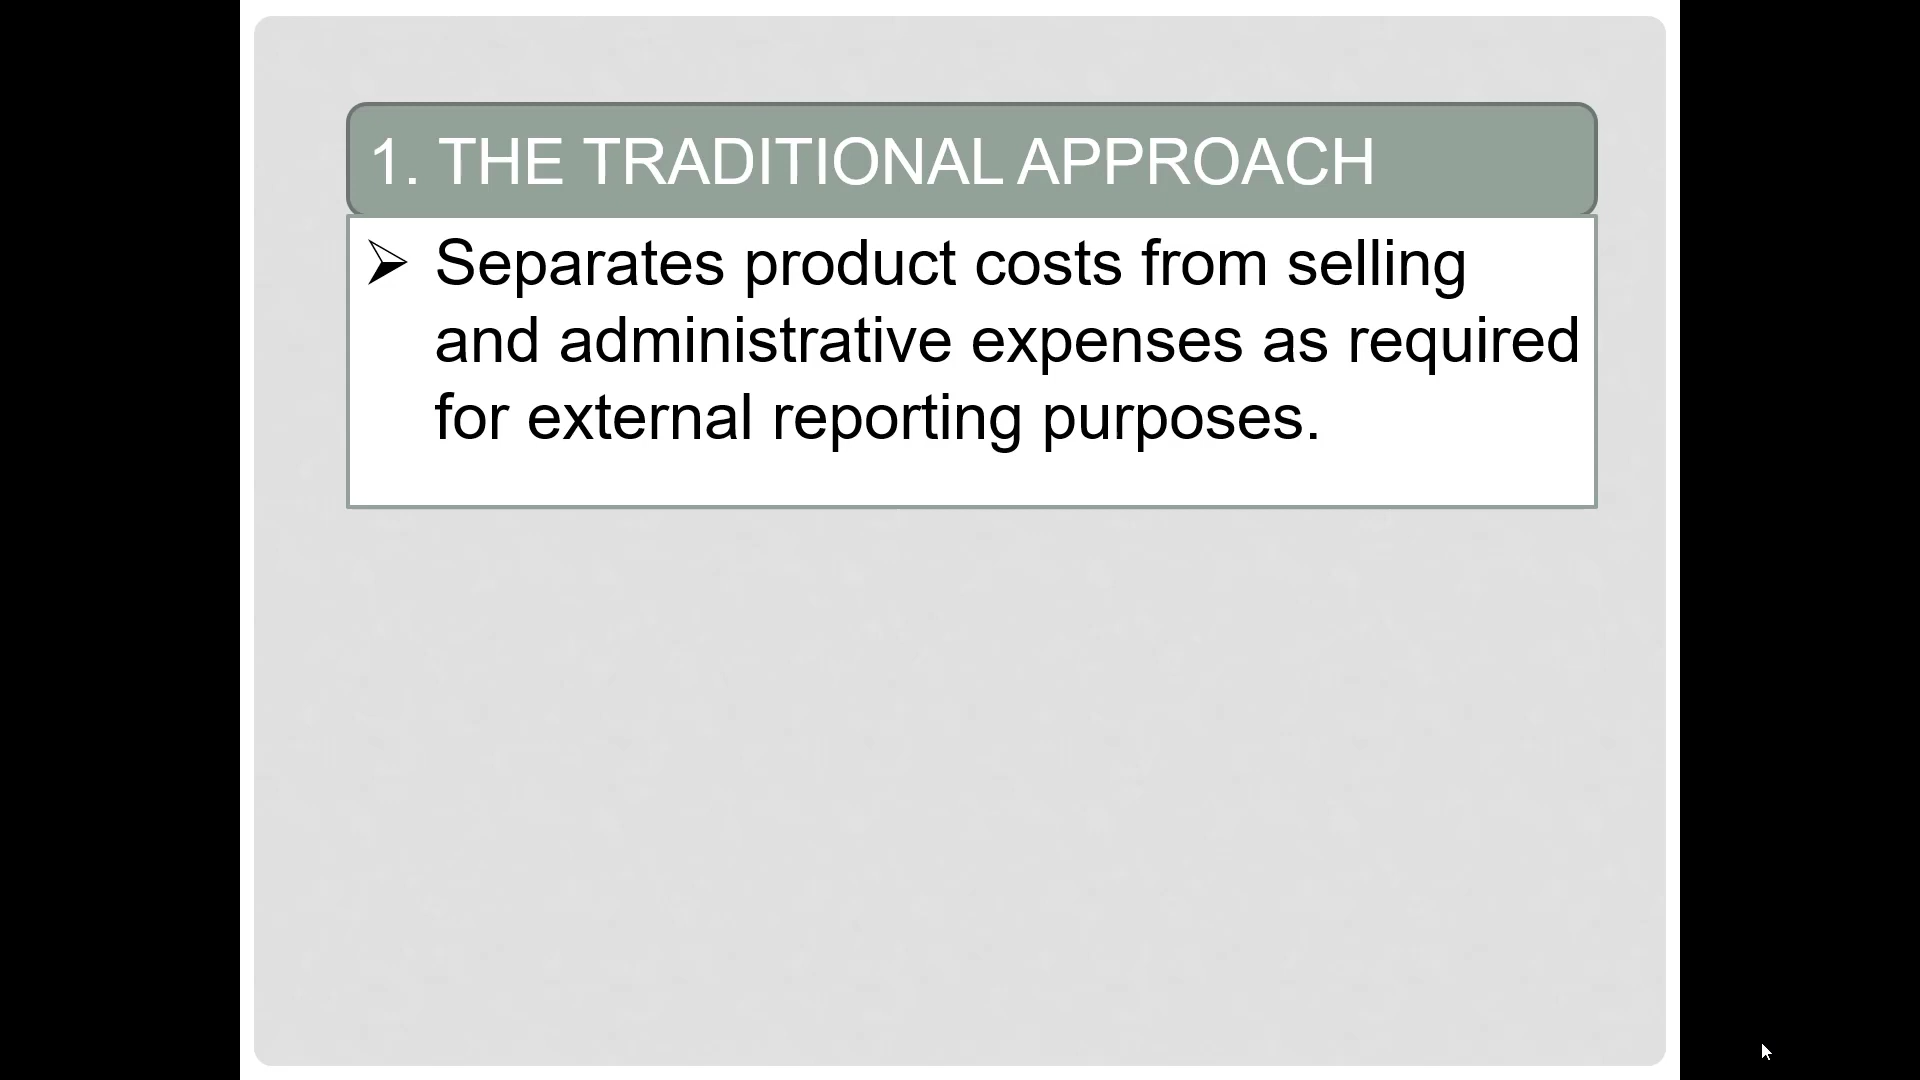 1. THE TRADITIONAL APPROACH
➢ Separates product costs from selling
and administrative expenses as required
for external reporting purposes.